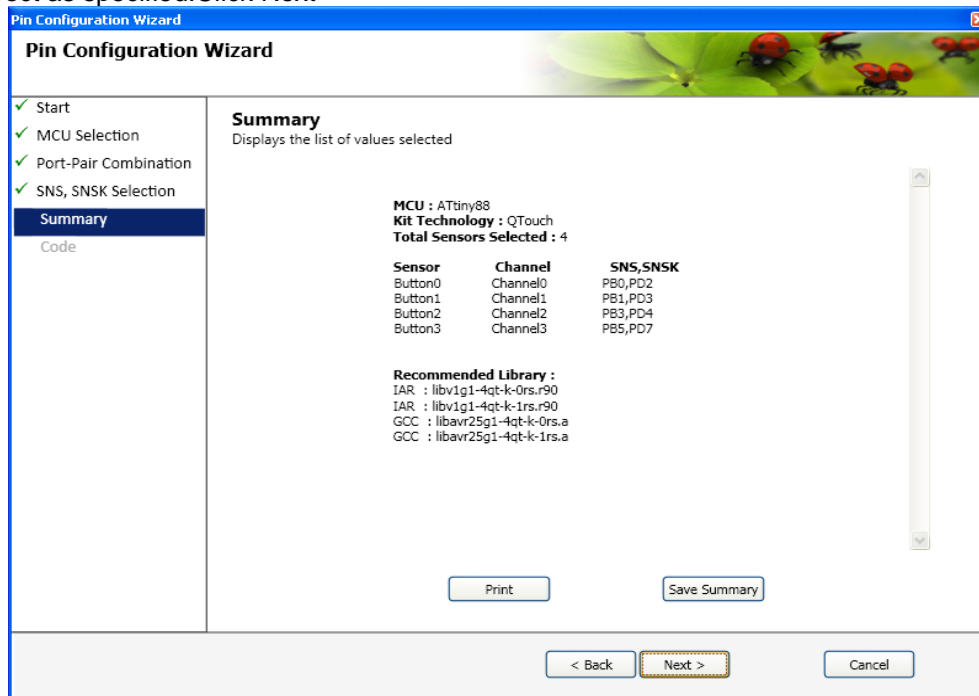 Pin Configuration Wizard
Pin Configuration Wizard
Start
MCU Selection
Port-Pair Combination
SNS, SNSK Selection
Summary
Code
Summary
Displays the list of values selected
MCU : ATtiny88
Kit Technology : QTouch
Total Sensors Selected : 4
Sensor Channel SNS,SNSK
Button0 Channel0 PB0,PD2
Button1 Channel1 PB1,PD3
Button2 Channel2 PB3,PD4
Button3 Channel3 PB5,PD7
Recommended Library :
IAR : libv1g1-4qt-k-0rs.r90
IAR : libv1g1-4qt-k-1rs.r90
GCC : libavr25g1-4qt-k-0rs.a
GCC : libavr25g1-4qt-k-1rs.a
Print Save Summary
< Back Next > Cancel